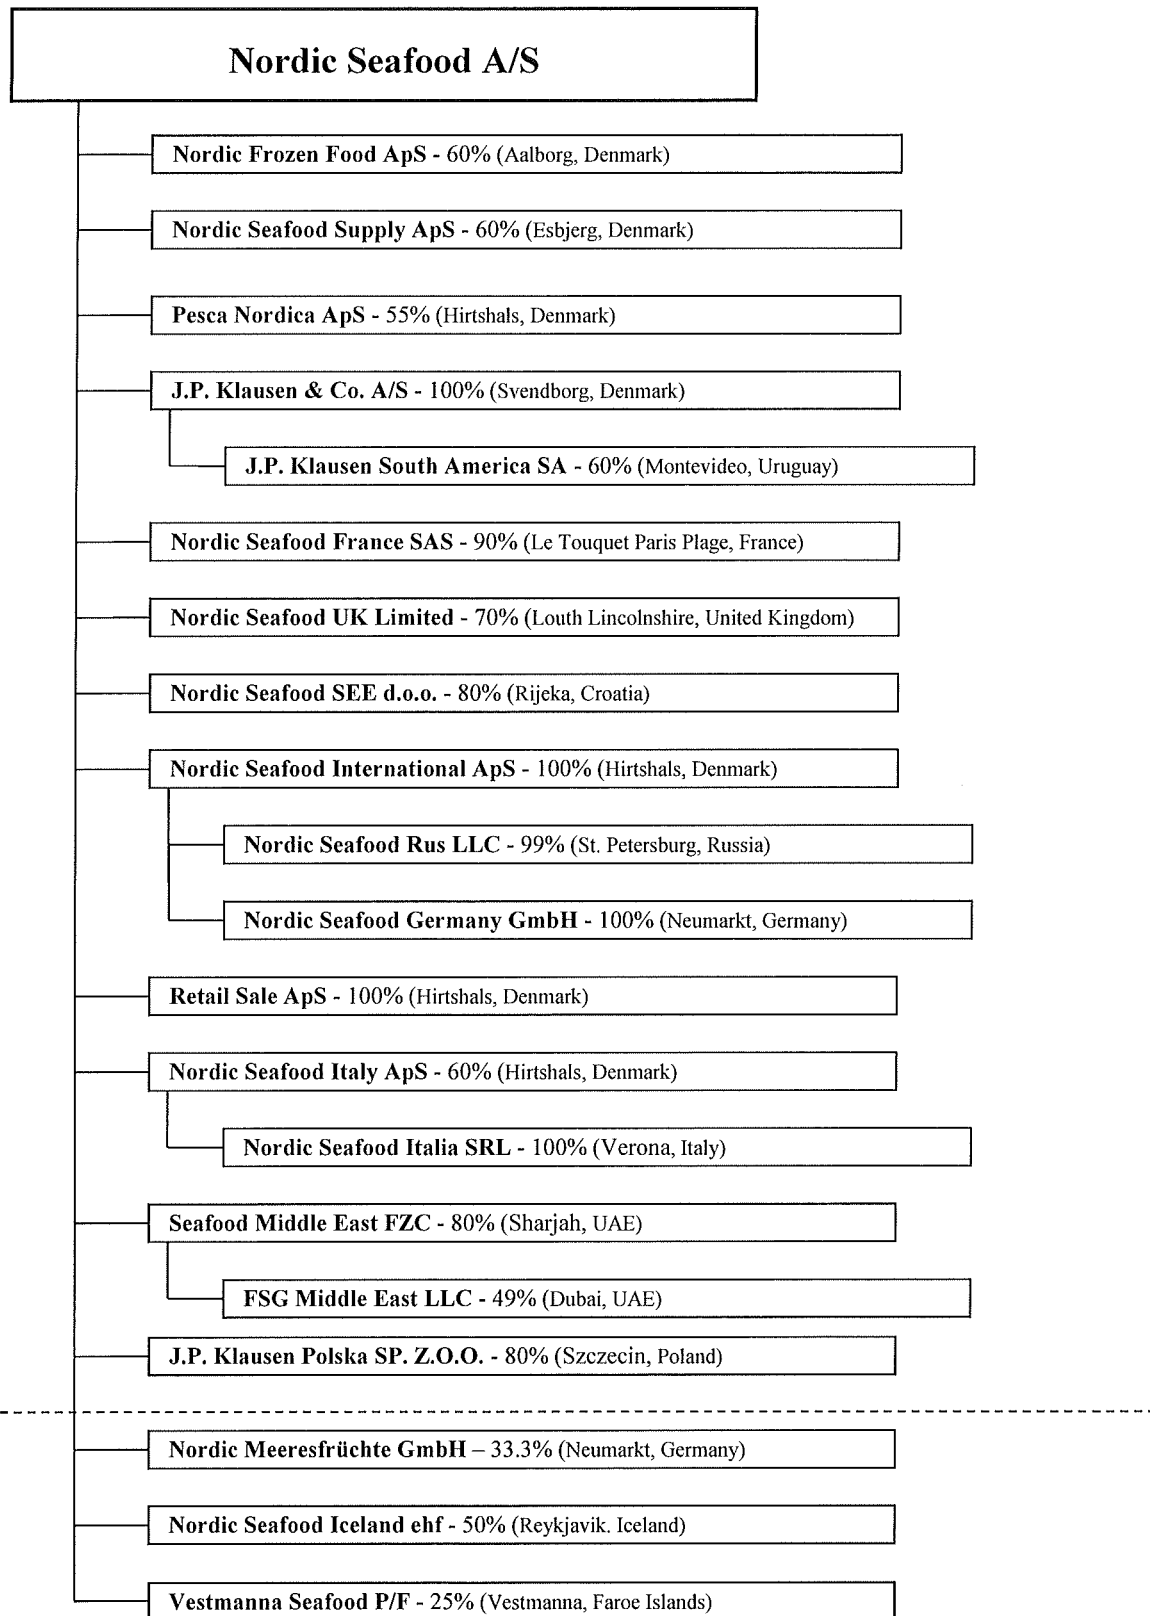 Nordic Seafood A/S
Nordic Frozen Food ApS - 60% (Aalborg, Denmark)
Nordic Seafood Supply ApS - 60% (Esbjerg, Denmark)
Pesca Nordica ApS - 55% (Hirtshals, Denmark)
J.P. Klausen & Co. A/S - 100% (Svendborg, Denmark)
J.P. Klausen South America SA - 60% (Montevideo, Uruguay)
Nordic Seafood France SAS - 90% (Le Touquet Paris Plage, France)
Nordic Seafood UK Limited - 70% (Louth Lincolnshire, United Kingdom)
Nordic Seafood SEE d.o.o. - 80% (Rijeka, Croatia)
Nordic Seafood International ApS - 100% (Hirtshals, Denmark)
Nordic Seafood Rus LLC - 99% (St. Petersburg, Russia)
Nordic Seafood Germany GmbH - 100% (Neumarkt, Germany)
Retail Sale ApS - 100% (Hirtshals, Denmark)
Nordic Seafood Italy ApS - 60% (Hirtshals, Denmark)
Nordic Seafood Italia SRL - 100% (Verona, Italy)
Seafood Middle East FZC - 80% (Sharjah, UAE)
FSG Middle East LLC - 49% (Dubai, UAE)
J.P. Klausen Polska SP. Z.O.O. - 80% (Szczecin, Poland)
Nordic Meeresfrüchte GmbH – 33.3% (Neumarkt, Germany)
Nordic Seafood Iceland ehf - 50% (Reykjavik. Iceland)
Vestmanna Seafood P/F - 25% (Vestmanna, Faroe Islands)